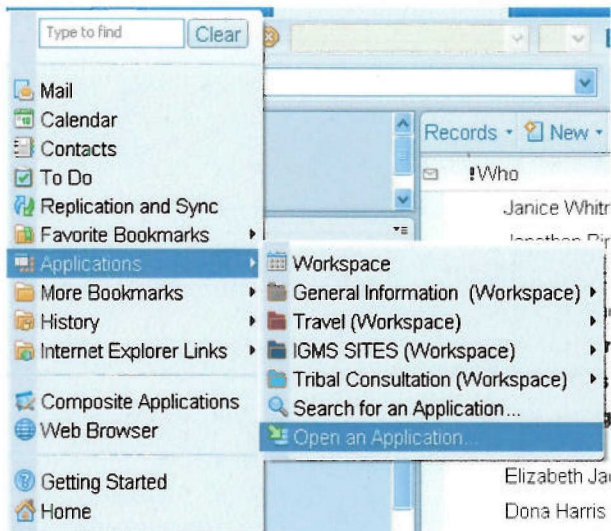 Type to find
Clear
Mail
Calendar
Contacts
To Do
Replication and Sync
Favorite Bookmarks
Applications
More Bookmarks
History
Internet Explorer Links
Composite Applications
Web Browser
Getting Started
Home
Workspace
General Information (Workspace)
Travel (Workspace)
IGMS SITES (Workspace)
Tribal Consultation (Workspace)
Search for an Application...
Open an Application...
Records
New
!Who
Janice Whitr
Elizabeth Ja
Dona Harris